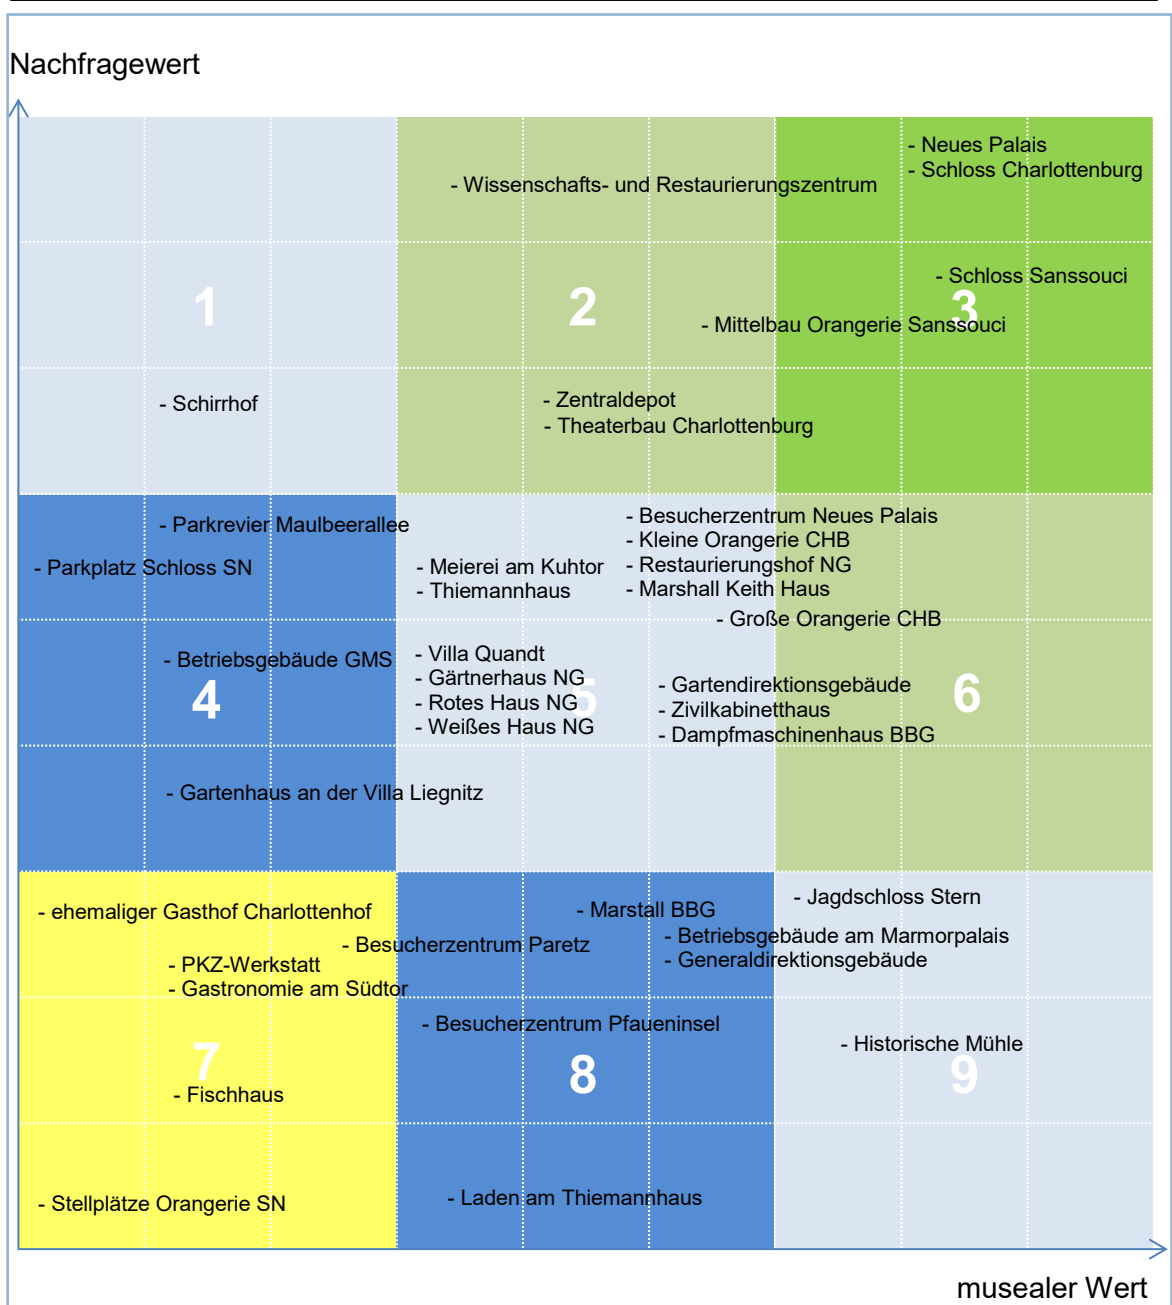 Nachfragewert
- Neues Palais
- Schloss Charlottenburg
- Wissenschafts- und Restaurierungszentrum
- Schloss Sanssouci
1
2
3
- Mittelbau Orangerie Sanssouci
- Schirrhof
- Zentraldepot
- Theaterbau Charlottenburg
- Parkrevier Maulbeerallee
- Parkplatz Schloss SN
- Meierei am Kuhtor
- Thiemannhaus
- Besucherzentrum Neues Palais
- Kleine Orangerie CHB
- Restaurierungshof NG
- Marshall Keith Haus
- Große Orangerie CHB
- Betriebsgebäude GMS
4
- Villa Quandt
- Gärtnerhaus NG
- Rotes Haus NG
- Weißes Haus NG
5
- Gartendirektionsgebäude
- Zivilkabinetthaus
- Dampfmaschinenhaus BBG
6
- Gartenhaus an der Villa Liegnitz
- ehemaliger Gasthof Charlottenhof
- Besucherzentrum Paretz
- PKZ-Werkstatt
- Gastronomie am Südtor
- Marstall BBG
- Jagdschloss Stern
- Betriebsgebäude am Marmorpalais
- Generaldirektionsgebäude
- Besucherzentrum Pfaueninsel
- Historische Mühle
7
8
9
- Fischhaus
- Stellplätze Orangerie SN
- Laden am Thiemannhaus
musealer Wert